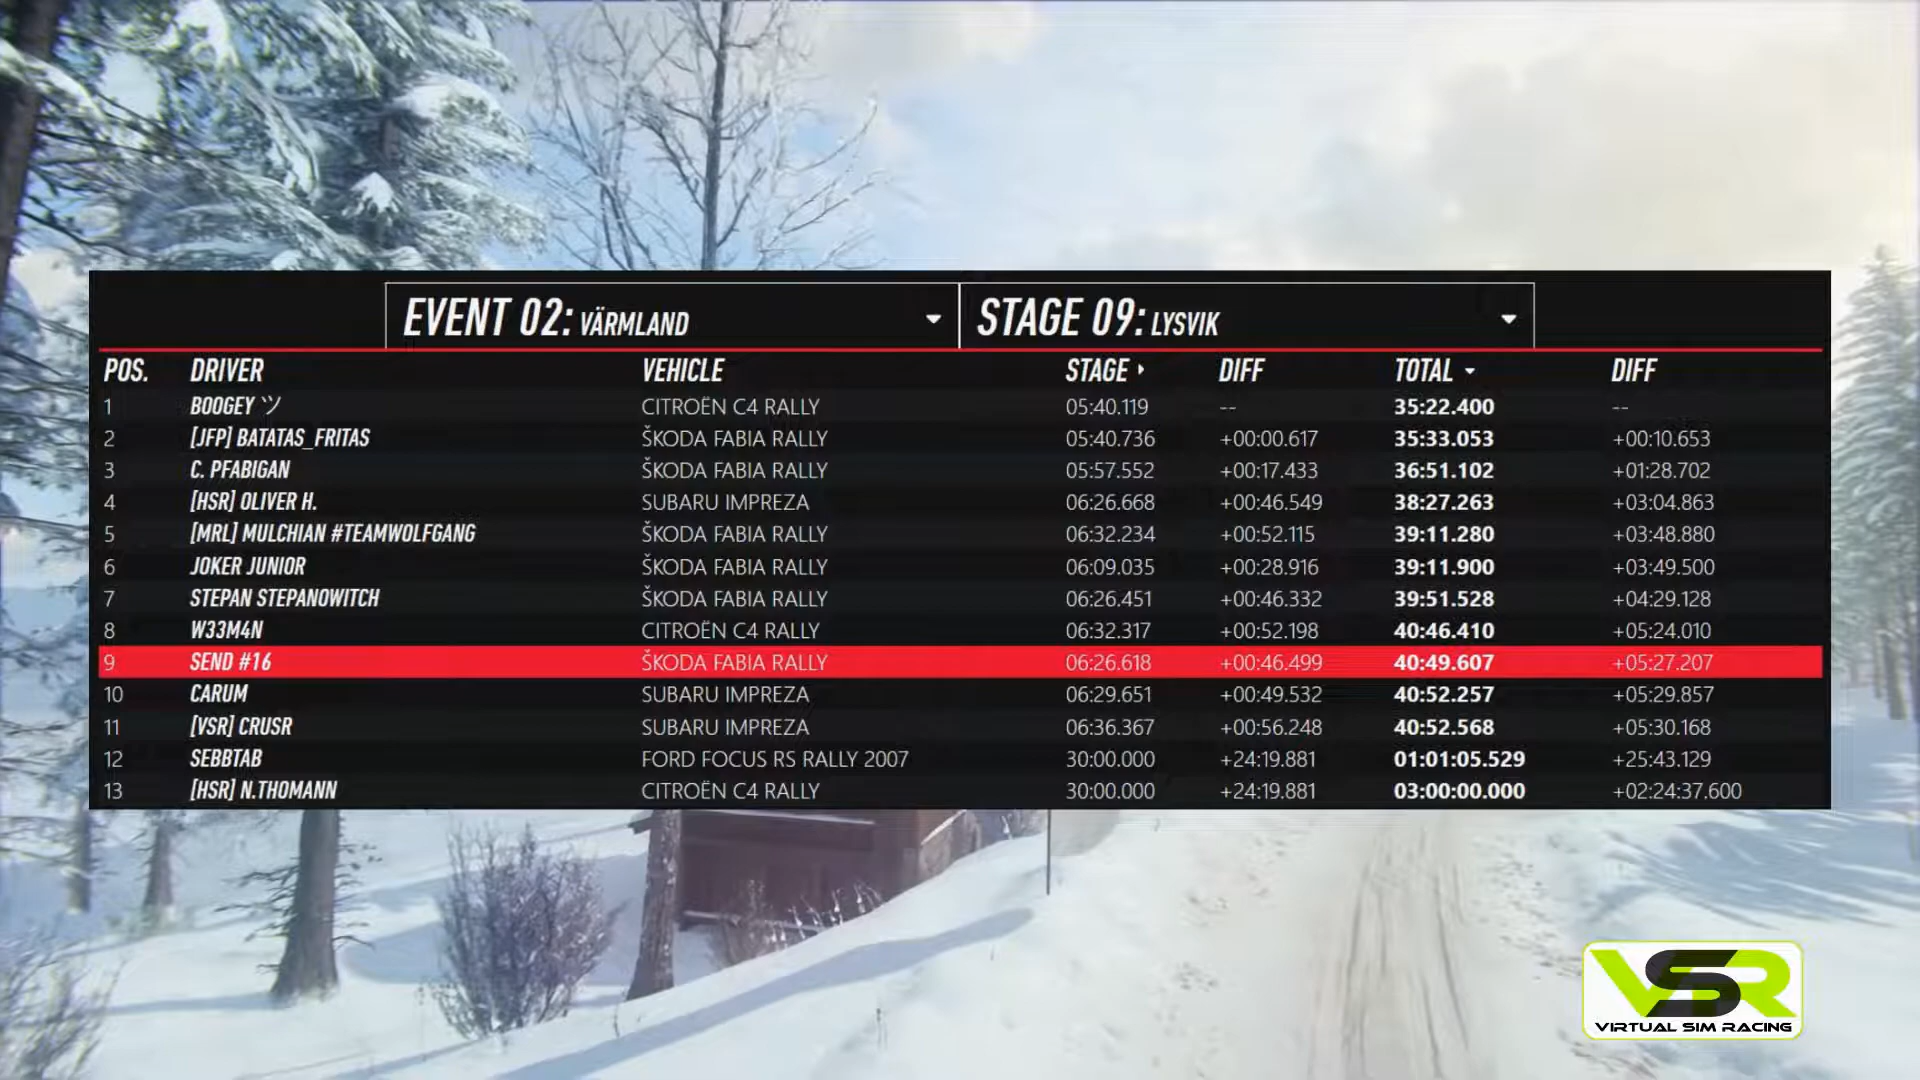 EVENT 02: VÄRMLAND STAGE 09: LYSVIK
POS. DRIVER VEHICLE STAGE DIFF TOTAL DIFF
1 BOOGEY ツ CITROËN C4 RALLY 05:40.119 -- 35:22.400 --
2 [JFP] BATATAS_FRITAS ŠKODA FABIA RALLY 05:40.736 +00:00.617 35:33.053 +00:10.653
3 C. PFABIGAN ŠKODA FABIA RALLY 05:57.552 +00:17.433 36:51.102 +01:28.702
4 [HSR] OLIVER H. SUBARU IMPREZA 06:26.668 +00:46.549 38:27.263 +03:04.863
5 [MRL] MULCHIAN #TEAMWOLFGANG ŠKODA FABIA RALLY 06:32.234 +00:52.115 39:11.280 +03:48.880
6 JOKER JUNIOR ŠKODA FABIA RALLY 06:09.035 +00:28.916 39:11.900 +03:49.500
7 STEPAN STEPANOWITCH ŠKODA FABIA RALLY 06:26.451 +00:46.332 39:51.528 +04:29.128
8 W33M4N CITROËN C4 RALLY 06:32.317 +00:52.198 40:46.410 +05:24.010
9 SEND #16 ŠKODA FABIA RALLY 06:26.618 +00:46.499 40:49.607 +05:27.207
10 CARUM SUBARU IMPREZA 06:29.651 +00:49.532 40:52.257 +05:29.857
11 [VSR] CRUSR SUBARU IMPREZA 06:36.367 +00:56.248 40:52.568 +05:30.168
12 SEBBTAB FORD FOCUS RS RALLY 2007 30:00.000 +24:19.881 01:01:05.529 +25:43.129
13 [HSR] N.THOMANN CITROËN C4 RALLY 30:00.000 +24:19.881 03:00:00.000 +02:24:37.600
VSR
VIRTUAL SIM RACING